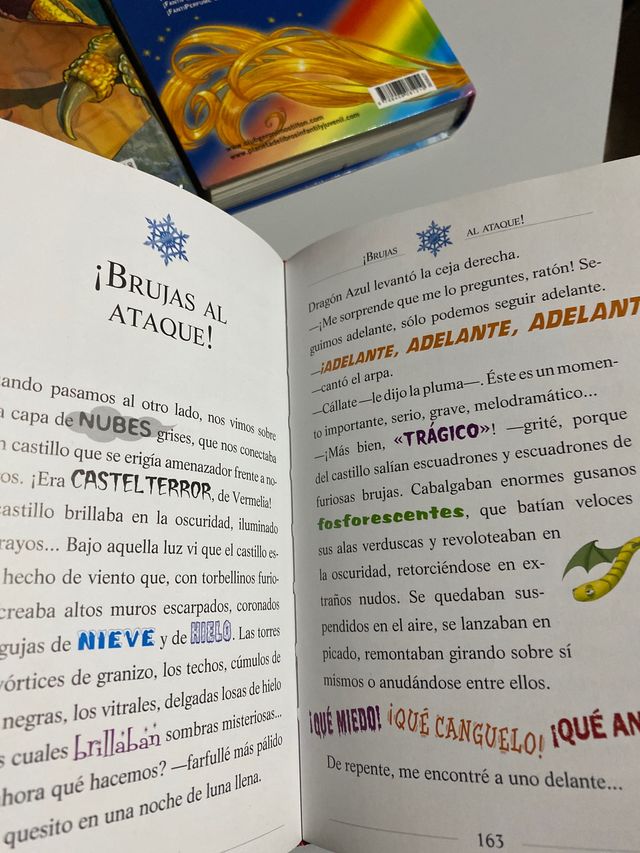 www.planetadelibrosinfantilyjuvenil.com
¡BRUJAS AL
ATAQUE!
pasamos al otro lado, nos vimos sobre
capa de NUBES grises, que nos conectaba
castillo que se erigía amenazador frente a no-
¡Era CASTELTERROR, de Vermelia!
castillo brillaba en la oscuridad, iluminado
rayos... Bajo aquella luz vi que el castillo es-
hecho de viento que, con torbellinos furio-
creaba altos muros escarpados, coronados
de NIEVE y de HIELO. Las torres
vórtices de granizo, los techos, cúmulos de
negras, los vitrales, delgadas losas de hielo
cuales brillaban sombras misteriosas...
qué hacemos? —farfullé más pálido
quesito en una noche de luna llena.
¡BRUJAS AL ATAQUE!
Dragón Azul levantó la ceja derecha.
—¡Me sorprende que me lo preguntes, ratón! Se-
guimos adelante, sólo podemos seguir adelante.
—¡ADELANTE, ADELANTE, ADELANT
—cantó el arpa.
—Cállate —le dijo la pluma—. Éste es un momen-
to importante, serio, grave, melodramático...
—¡Más bien, «TRÁGICO»! —grité, porque
del castillo salían escuadrones y escuadrones de
furiosas brujas. Cabalgaban enormes gusanos
fosforescentes, que batían veloces
sus alas verduscas y revoloteaban en
la oscuridad, retorciéndose en ex-
traños nudos. Se quedaban sus-
pendidos en el aire, se lanzaban en
picado, remontaban girando sobre sí
mismos o anudándose entre ellos.
¡QUÉ MIEDO! ¡QUÉ CANGUELO! ¡QUÉ AN
De repente, me encontré a uno delante...
163